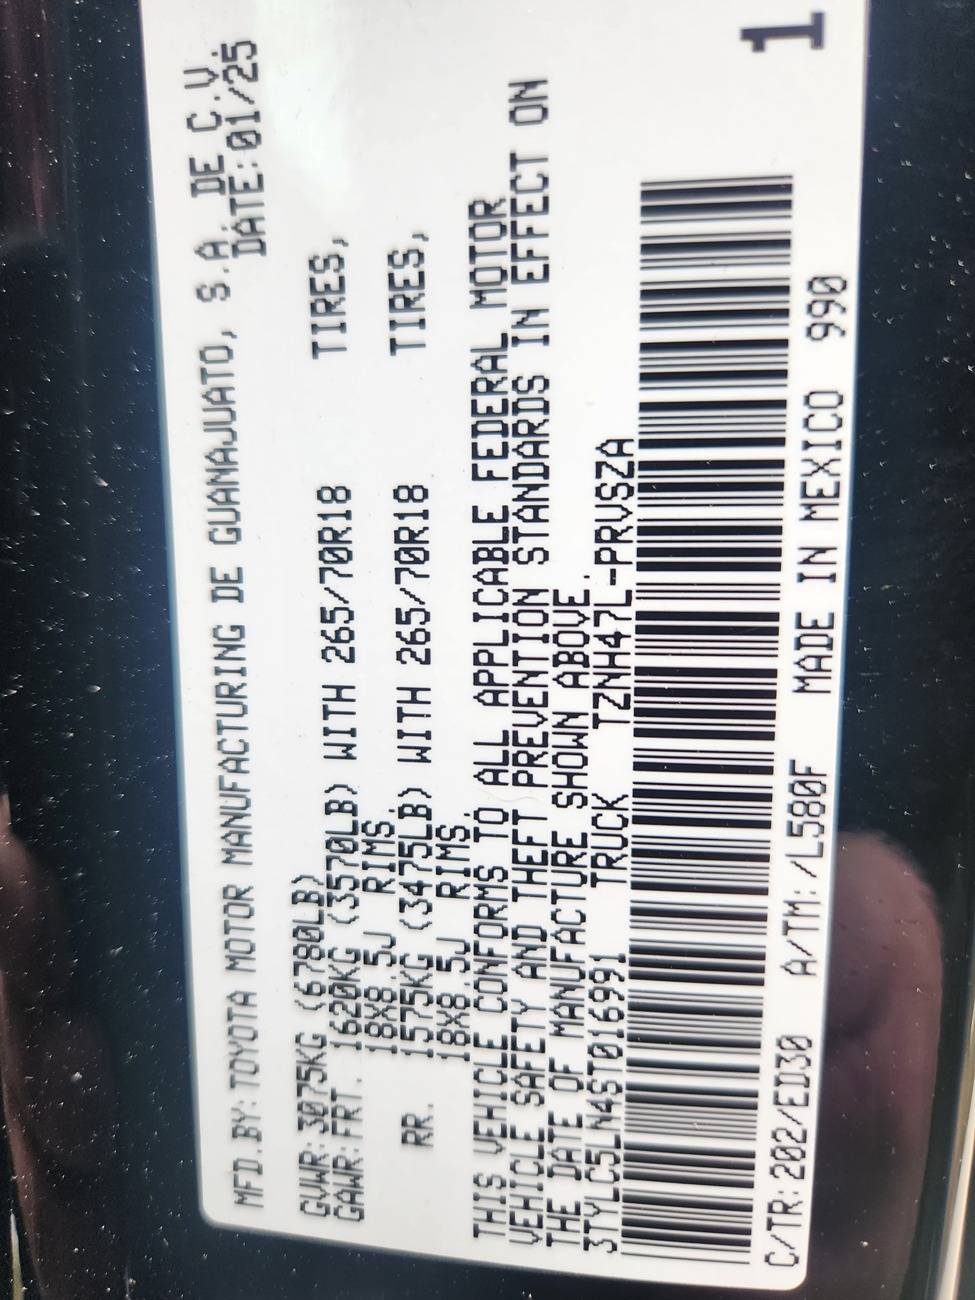 MFD.BY:TOYOTA MOTOR MANUFACTURING DE GUANAJUATO, S.A. DE C.V.
DATE:01/25
GVWR:3075KG (6780LB)
GAWR:FRT. 1620KG (3570LB) WITH 265/70R18 TIRES,
18X8.5J RIMS.
RR. 1575KG (3475LB) WITH 265/70R18 TIRES,
18X8.5J RIMS.
THIS VEHICLE CONFORMS TO ALL APPLICABLE FEDERAL MOTOR
VEHICLE SAFETY AND THEFT PREVENTION STANDARDS IN EFFECT ON
THE DATE OF MANUFACTURE SHOWN ABOVE.
3TYLC5LN4ST016991 TRUCK TZNH47L-PRVSZA
C/TR:202/ED30 A/TM: /L580F MADE IN MEXICO 990
1